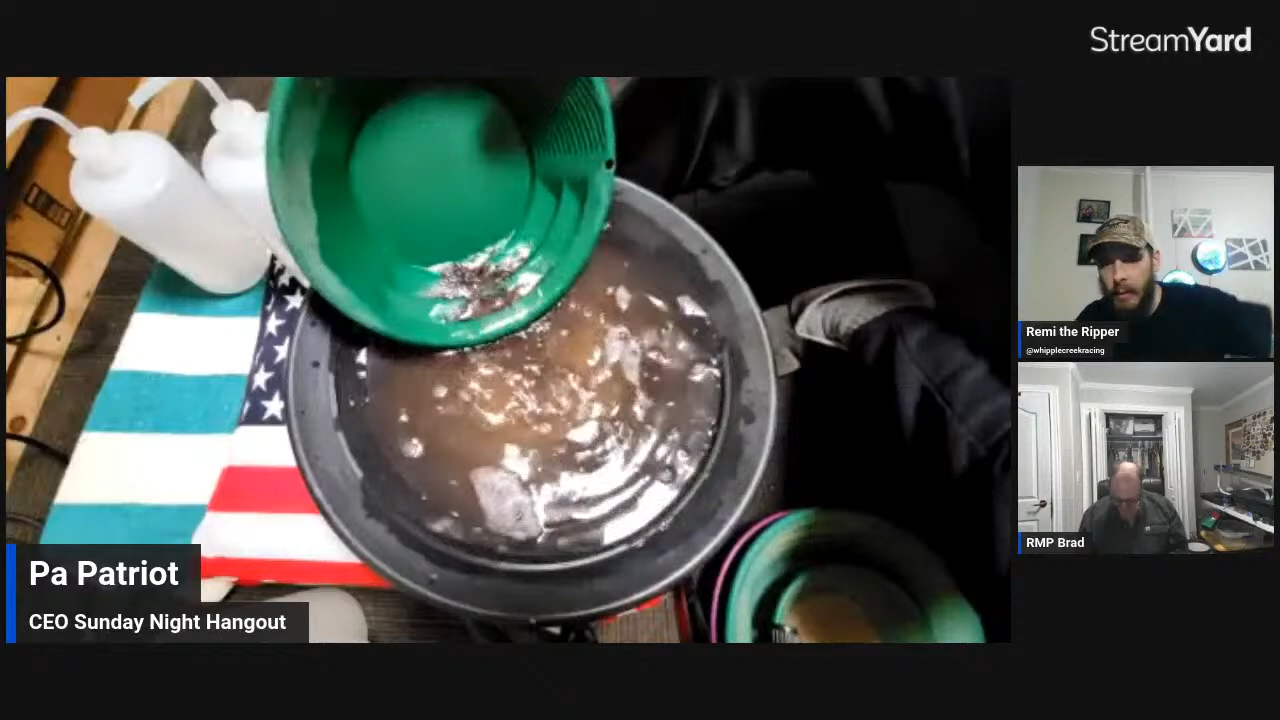 StreamYard
Remi the Ripper
@whipplecreekracing
RMP Brad
Pa Patriot
CEO Sunday Night Hangout